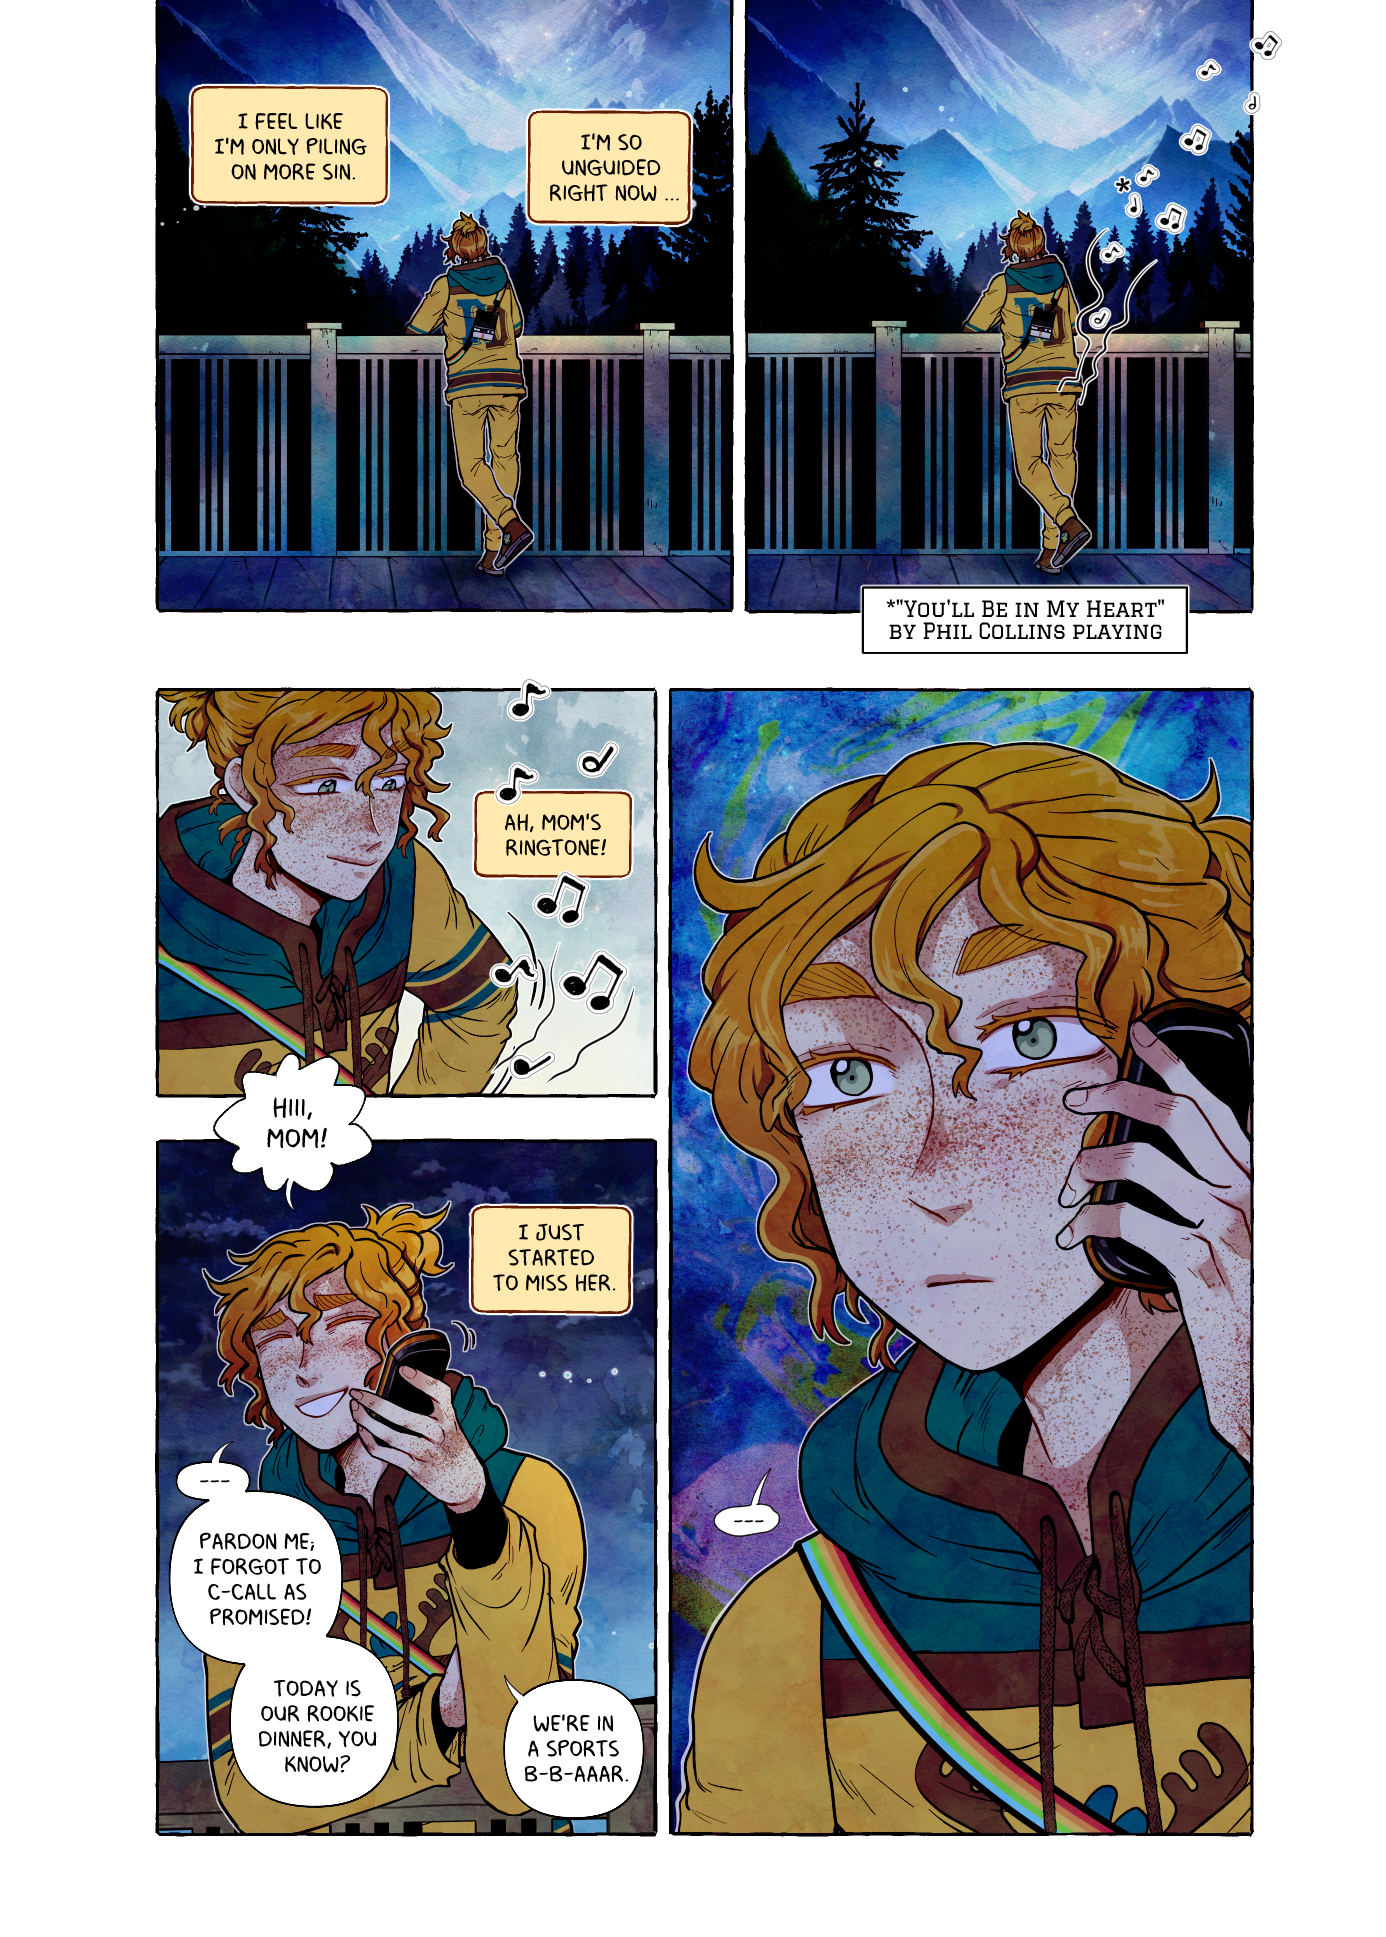 I FEEL LIKE
I'M ONLY PILING
ON MORE SIN.
I'M SO
UNGUIDED
RIGHT NOW ...
*
*"You'll Be in My Heart"
by Phil Collins playing
AH, MOM'S
RINGTONE!
HIII,
MOM!
I JUST
STARTED
TO MISS HER.
---
PARDON ME;
I FORGOT TO
C-CALL AS
PROMISED!
TODAY IS
OUR ROOKIE
DINNER, YOU
KNOW?
WE'RE IN
A SPORTS
B-B-AAAR.
---